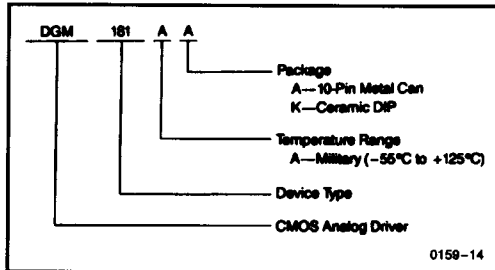 DGM 181 A A
Package
A—10-Pin Metal Can
K—Ceramic DIP
Temperature Range
A—Military (−55°C to +125°C)
Device Type
CMOS Analog Driver
0159–14